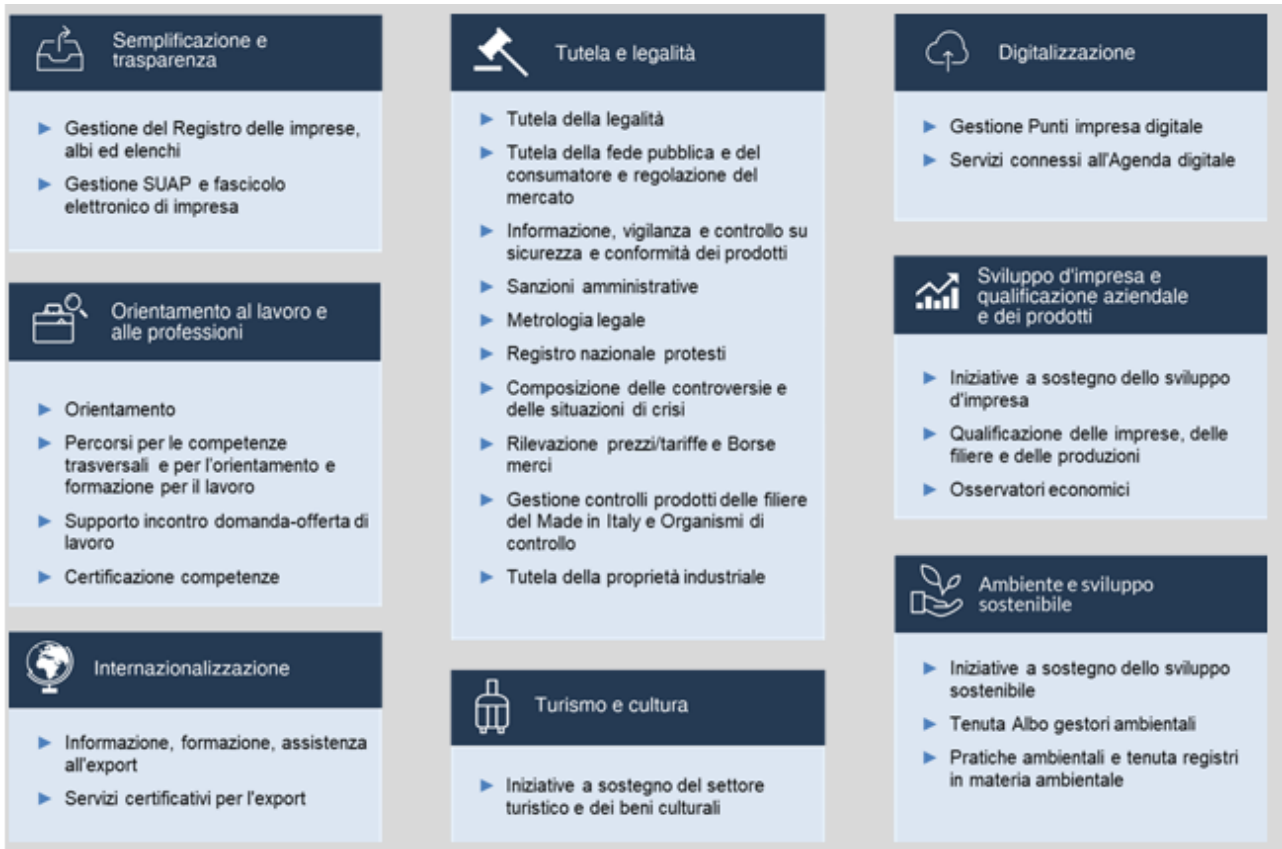 Semplificazione e
trasparenza
Gestione del Registro delle imprese,
albi ed elenchi
Gestione SUAP e fascicolo
elettronico di impresa
Orientamento al lavoro e
alle professioni
Orientamento
Percorsi per le competenze
trasversali e per l'orientamento e
formazione per il lavoro
Supporto incontro domanda-offerta di
lavoro
Certificazione competenze
Internazionalizzazione
Informazione, formazione, assistenza
all'export
Servizi certificativi per l'export
Tutela e legalità
Tutela della legalità
Tutela della fede pubblica e del
consumatore e regolazione del
mercato
Informazione, vigilanza e controllo su
sicurezza e conformità dei prodotti
Sanzioni amministrative
Metrologia legale
Registro nazionale protesti
Composizione delle controversie e
delle situazioni di crisi
Rilevazione prezzi/tariffe e Borse
merci
Gestione controlli prodotti delle filiere
del Made in Italy e Organismi di
controllo
Tutela della proprietà industriale
Turismo e cultura
Iniziative a sostegno del settore
turistico e dei beni culturali
Digitalizzazione
Gestione Punti impresa digitale
Servizi connessi all'Agenda digitale
Sviluppo d'impresa e
qualificazione aziendale
e dei prodotti
Iniziative a sostegno dello sviluppo
d'impresa
Qualificazione delle imprese, delle
filiere e delle produzioni
Osservatori economici
Ambiente e sviluppo
sostenibile
Iniziative a sostegno dello sviluppo
sostenibile
Tenuta Albo gestori ambientali
Pratiche ambientali e tenuta registri
in materia ambientale